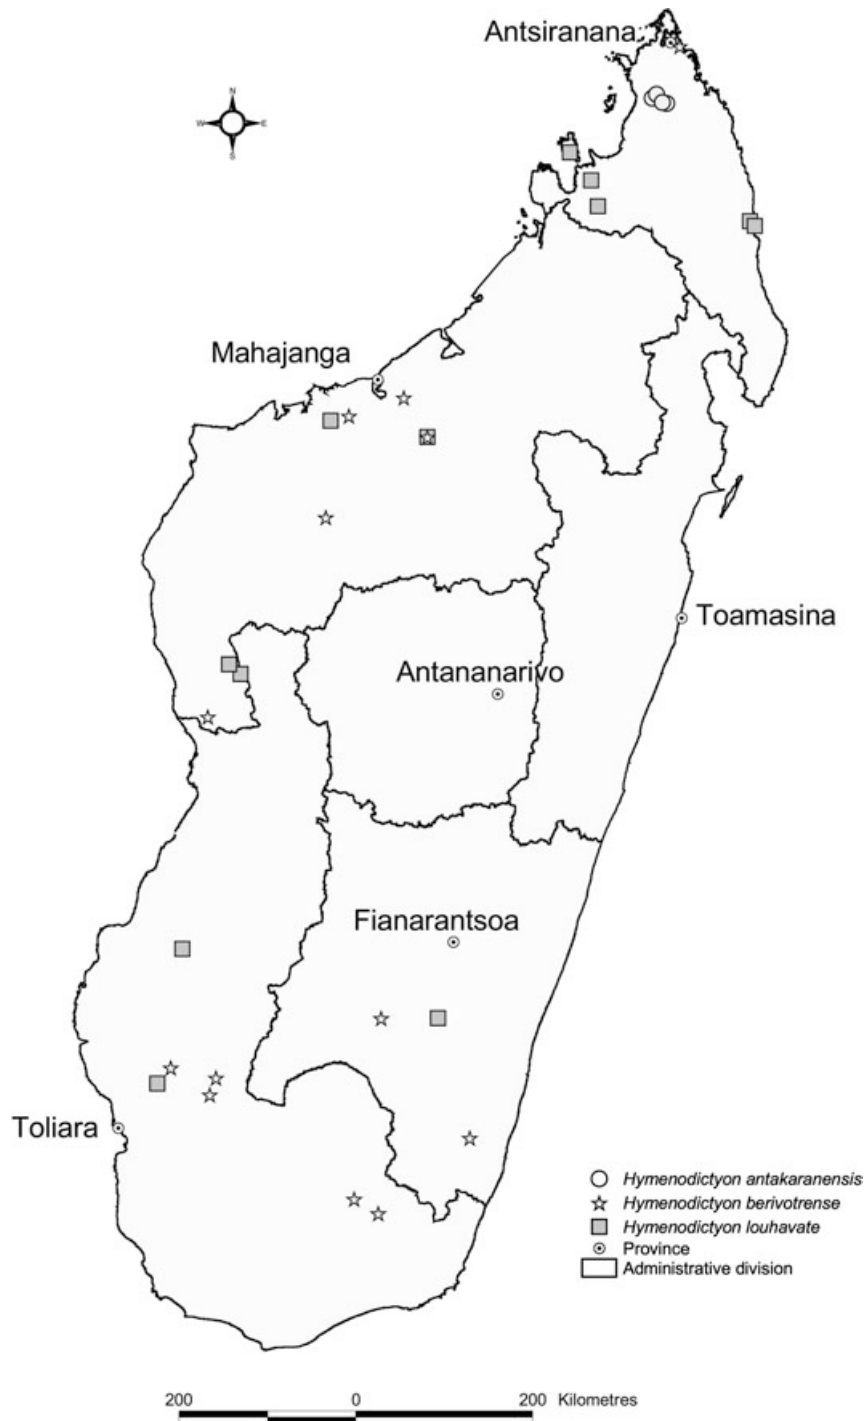 Antsiranana
N
W E
S
Mahajanga
Toamasina
Antananarivo
Fianarantsoa
Toliara
Hymenodictyon antakaranensis
Hymenodictyon berivotrense
Hymenodictyon louhavate
Province
Administrative division
200 0 200 Kilometres